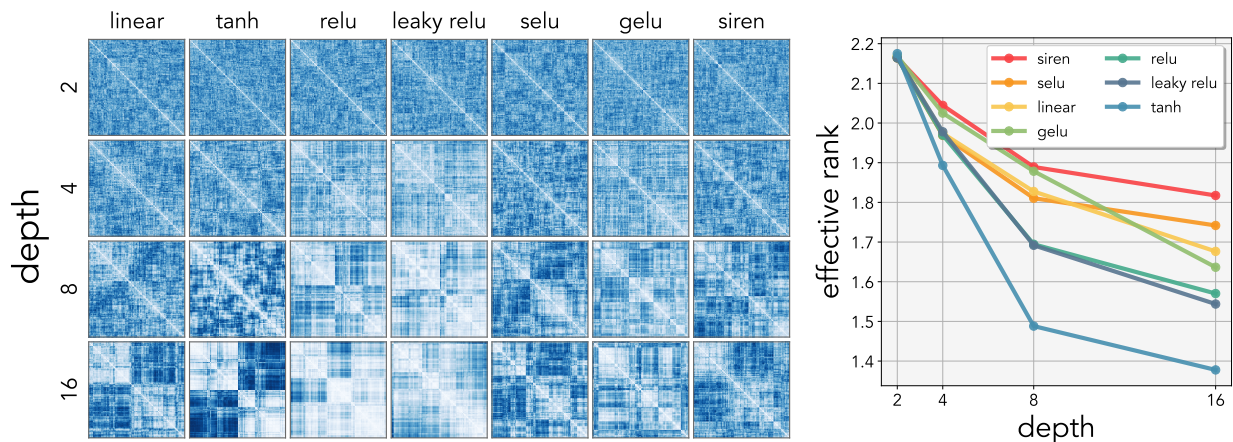 linear tanh relu leaky relu selu gelu siren
depth
2
4
8
16
effective rank
2.2
2.1
2.0
1.9
1.8
1.7
1.6
1.5
1.4
siren
selu
linear
gelu
relu
leaky relu
tanh
2 4 8 16
depth